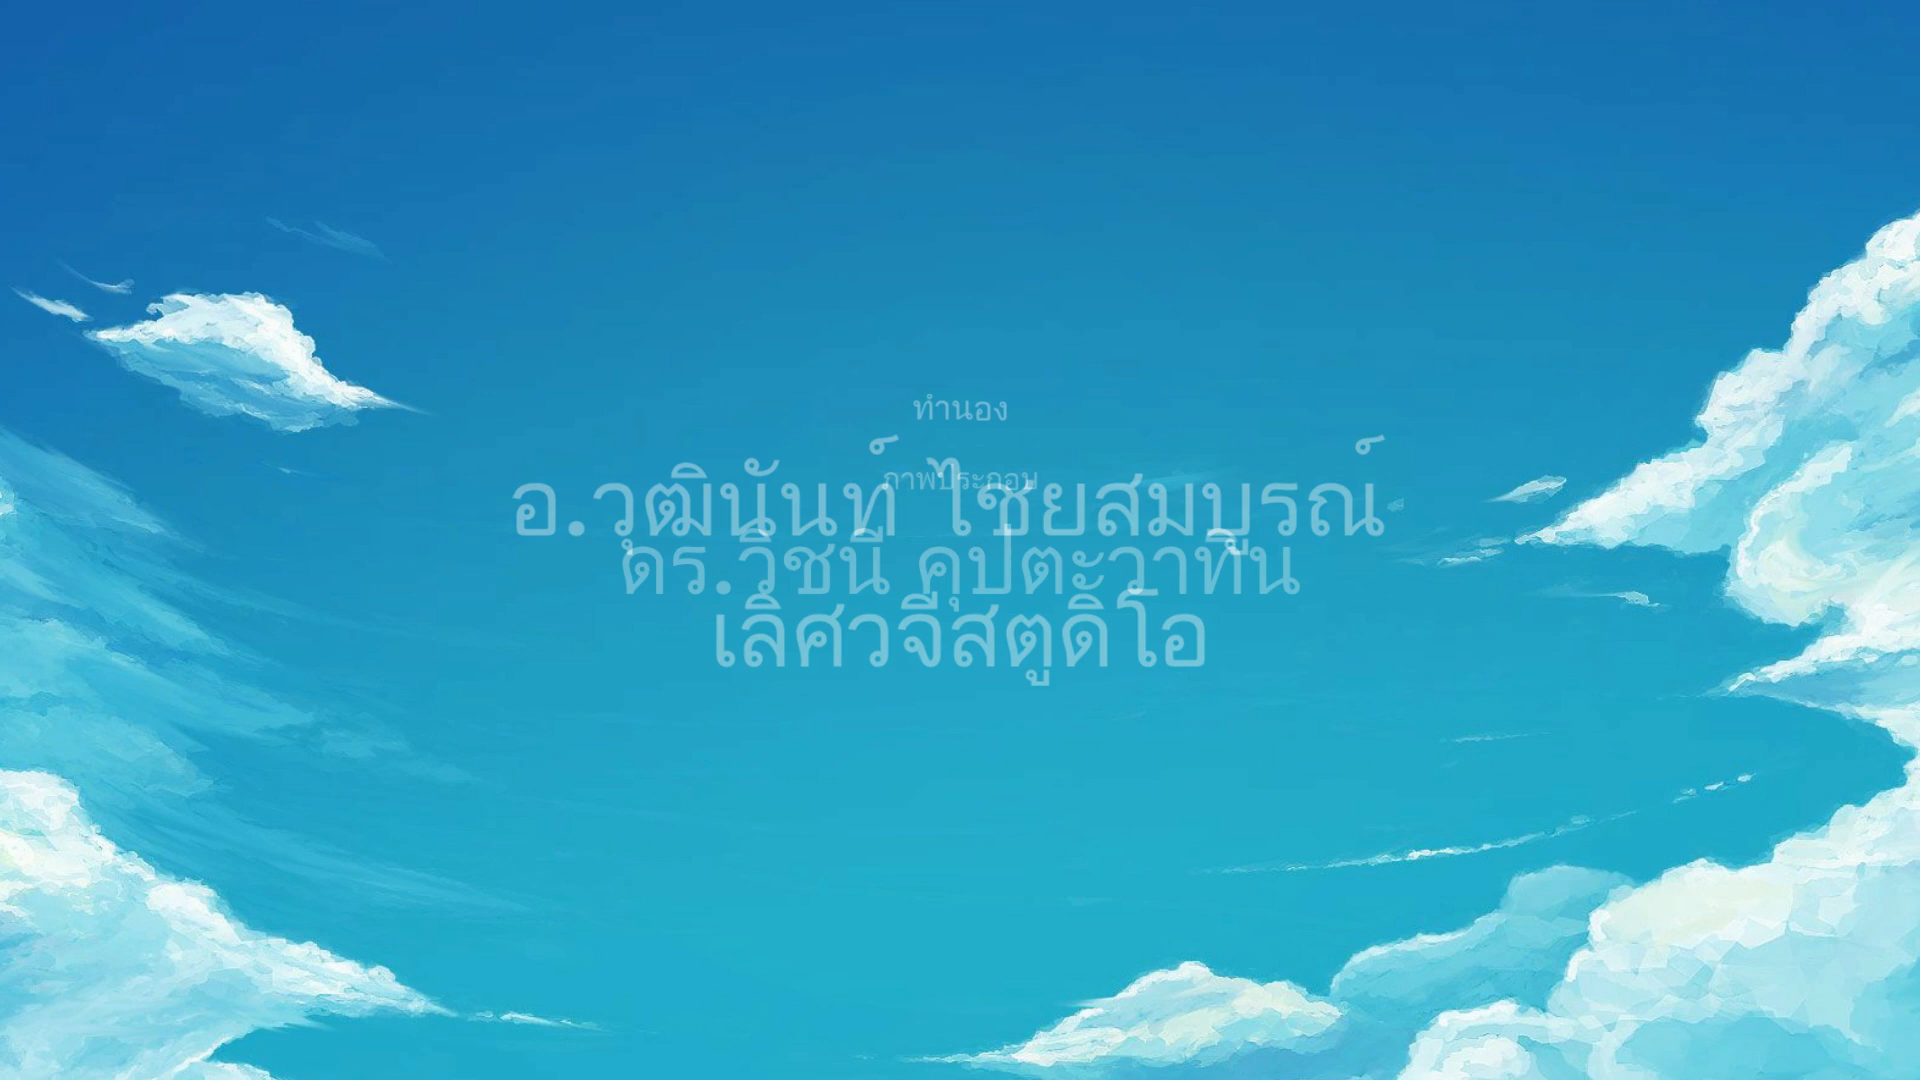 ทำนอง
ภาพประกอบ
อ.วุฒินันท์ ไชยสมบูรณ์
ดร.วิชนี คุปตะวาทิน
เลิศวจีสตูดิโอ